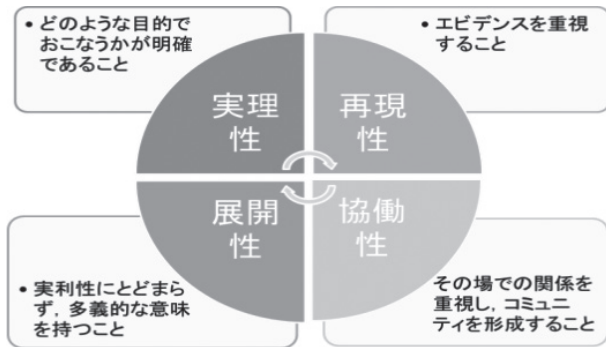 • どのような目的で
おこなうかが明確
であること
• エビデンスを重視
すること
実理
性
再現
性
展開
性
協働
性
• 実利性にとどまら
ず，多義的な意味
を持つこと
その場での関係を
重視し，コミュニ
ティを形成すること